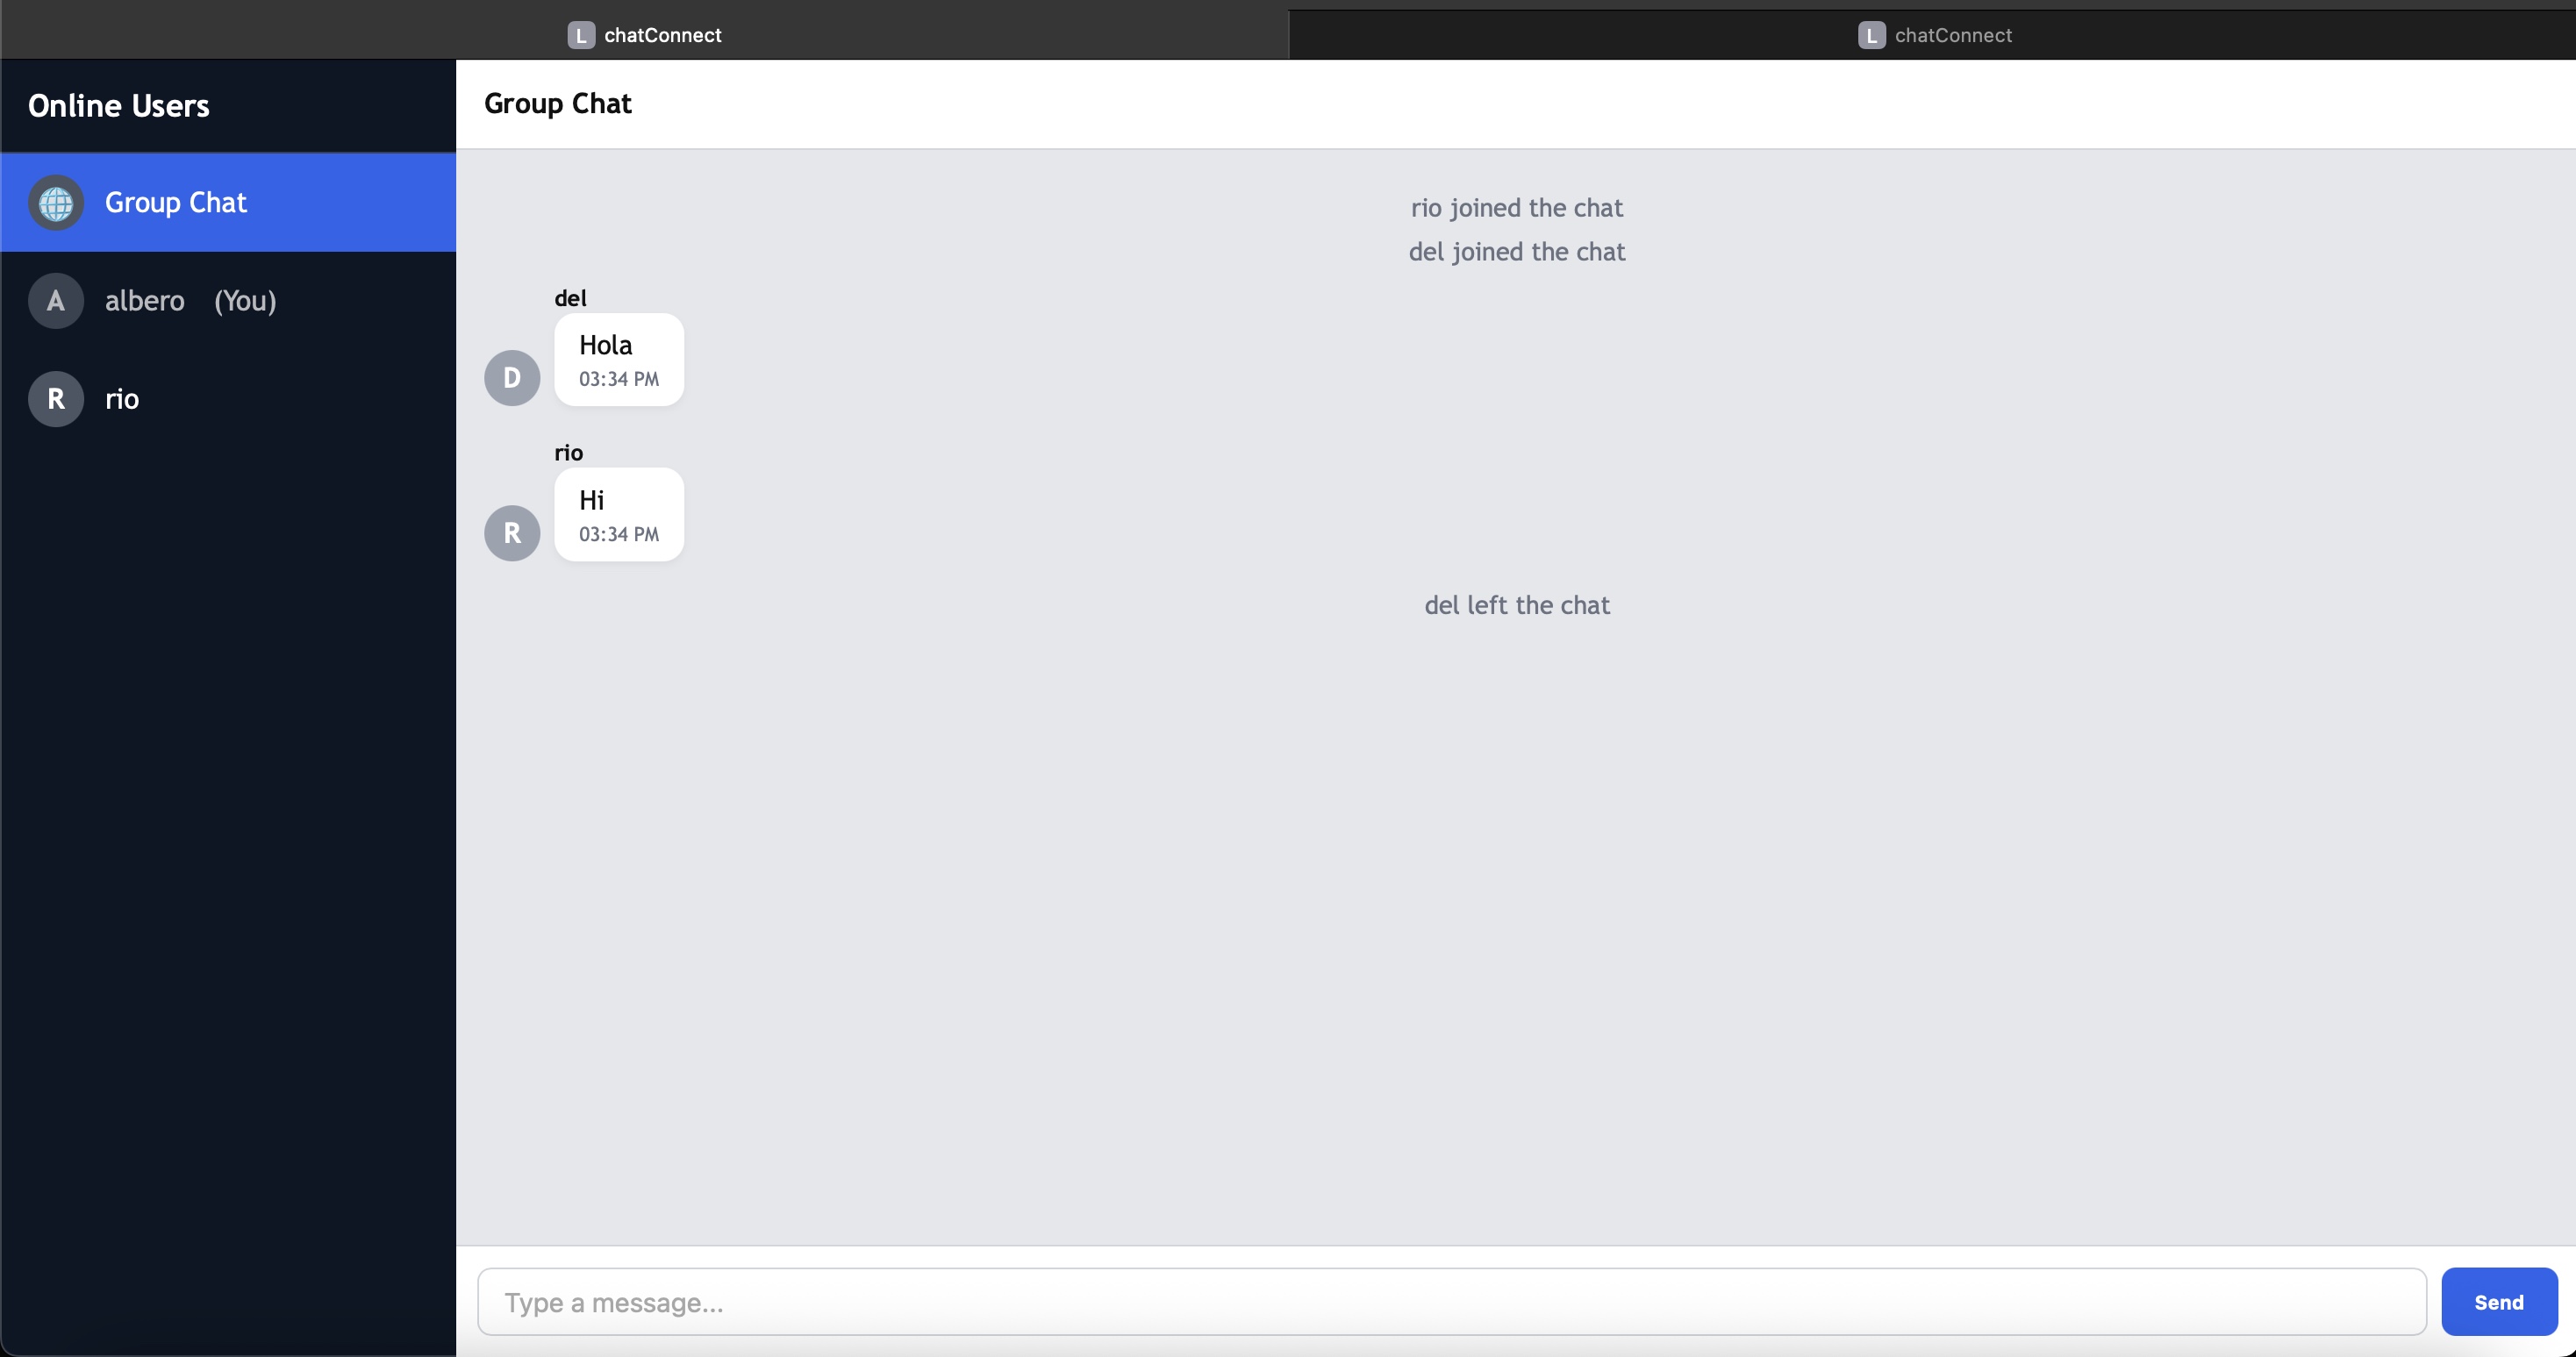 L chatConnect
L chatConnect
Online Users
Group Chat
A albero (You)
R rio
Group Chat
rio joined the chat
del joined the chat
del
Hola
03:34 PM
D
rio
Hi
03:34 PM
R
del left the chat
Type a message...
Send